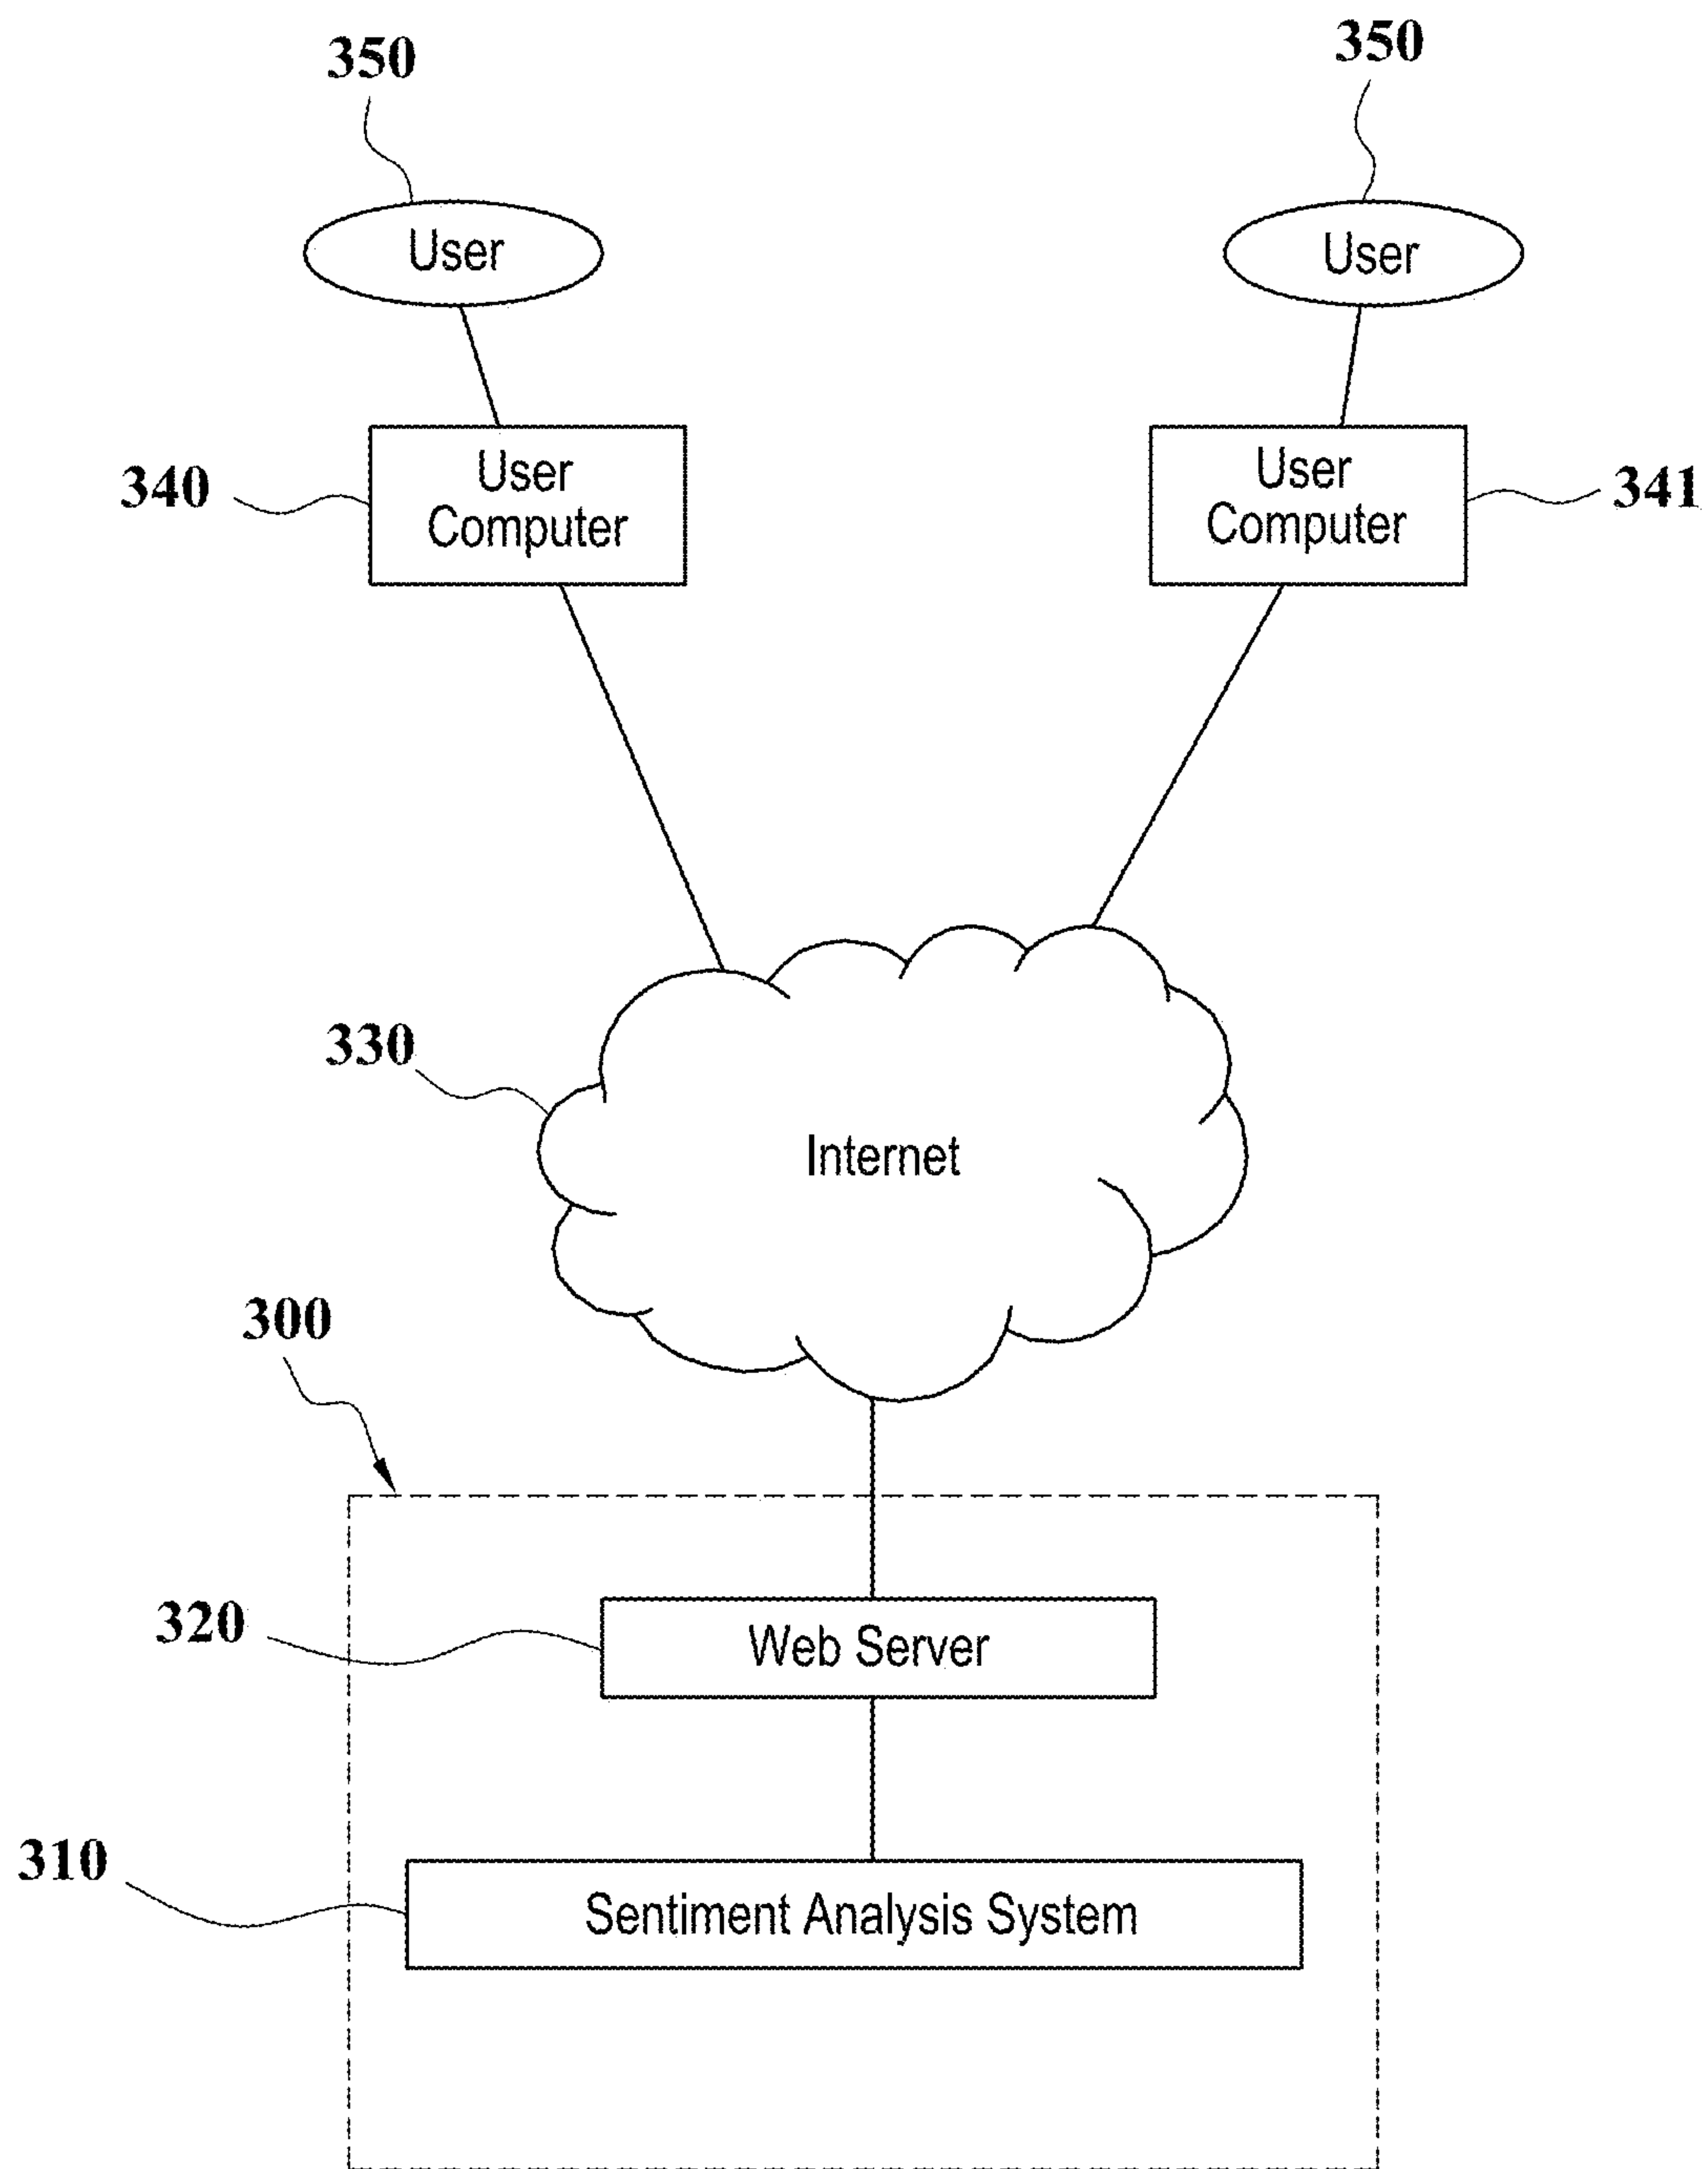 350
350
User
User
User
Computer
User
Computer
340
341
330
Internet
300
320
Web Server
310
Sentiment Analysis System